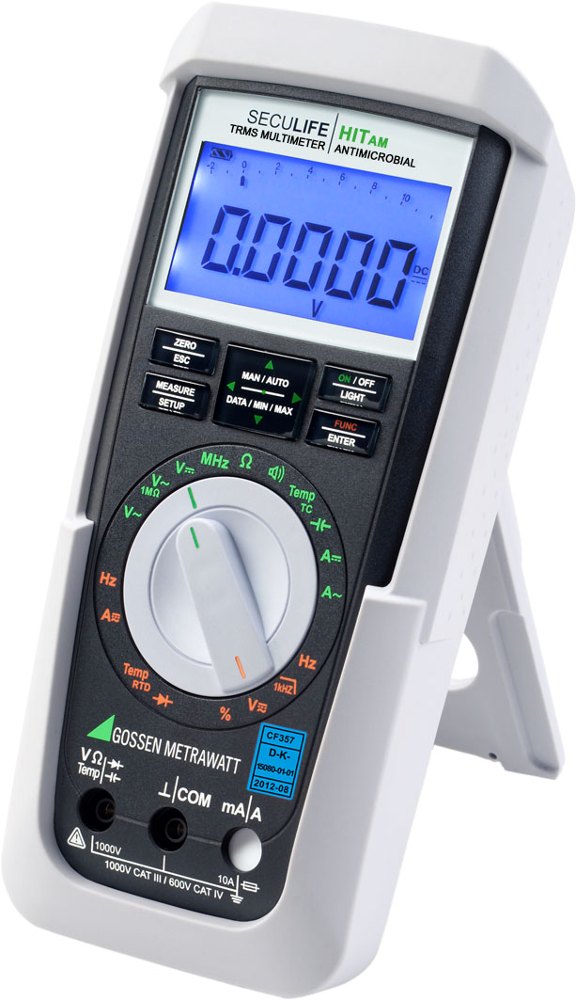 SECULIFE HITAM
TRMS MULTIMETER ANTIMICROBIAL
-2 0 2 4 6 8 10
0.0000 DC
V
ZERO
ESC
MAN / AUTO
ON / OFF
LIGHT
MEASURE
SETUP
DATA / MIN / MAX
FUNC
ENTER
V⎓ MHz Ω
V~
1MΩ
Temp
TC
V~
A⎓
A~
Hz
A⎓
Hz
1kHZ
Temp
RTD
% V⎓
GOSSEN METRAWATT
CF357
D-K-
15080-01-01
2012-08
V Ω
Temp
⊥ COM mA A
1000V 10A
1000V CAT III / 600V CAT IV